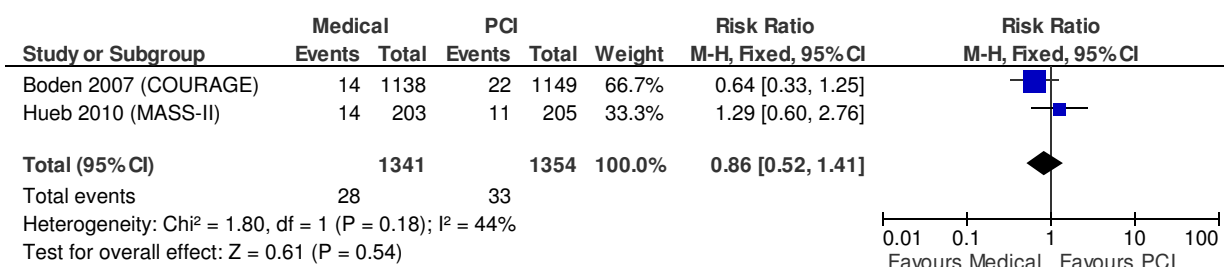 Medical PCI Risk Ratio Risk Ratio
Study or Subgroup Events Total Events Total Weight M-H, Fixed, 95% CI M-H, Fixed, 95% CI
Boden 2007 (COURAGE) 14 1138 22 1149 66.7% 0.64 [0.33, 1.25]
Hueb 2010 (MASS-II) 14 203 11 205 33.3% 1.29 [0.60, 2.76]
Total (95% CI) 1341 1354 100.0% 0.86 [0.52, 1.41]
Total events 28 33
Heterogeneity: Chi² = 1.80, df = 1 (P = 0.18); I² = 44%
Test for overall effect: Z = 0.61 (P = 0.54)
0.01 0.1 1 10 100
Favours Medical Favours PCI